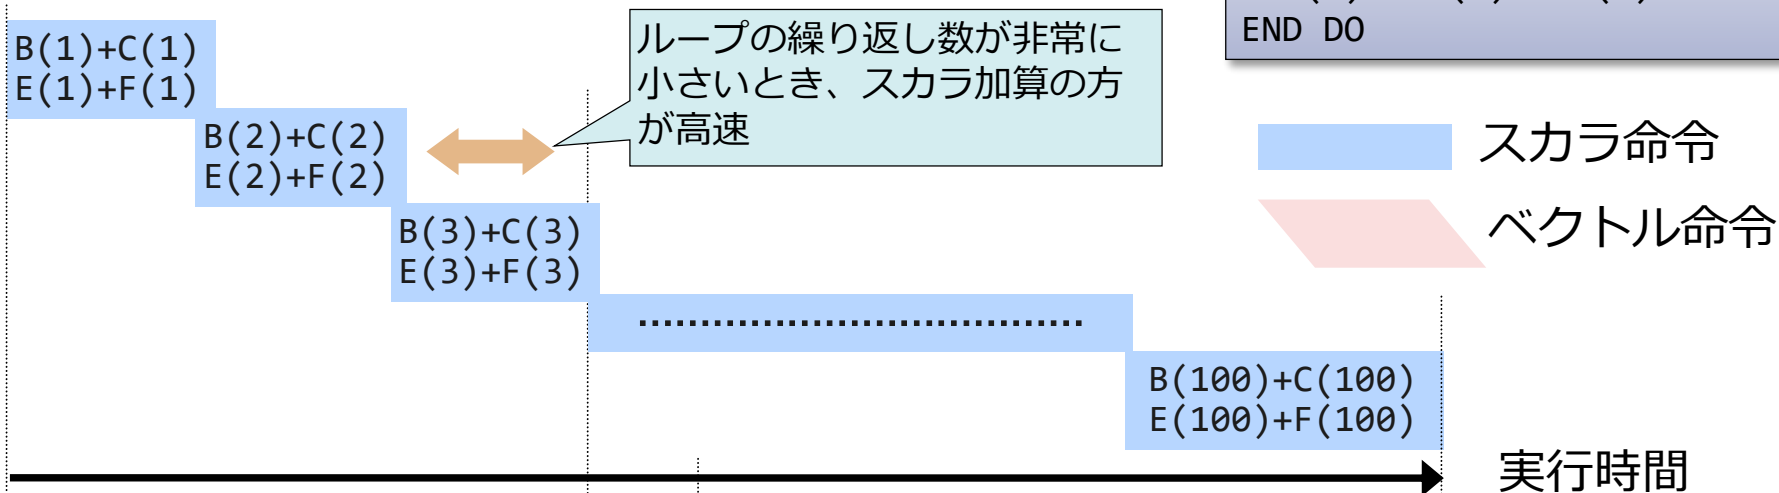 B(1)+C(1)
E(1)+F(1)
B(2)+C(2)
E(2)+F(2)
B(3)+C(3)
E(3)+F(3)
ループの繰り返し数が非常に
小さいとき、スカラ加算の方
が高速
END DO
スカラ命令
ベクトル命令
..................................
B(100)+C(100)
E(100)+F(100)
実行時間